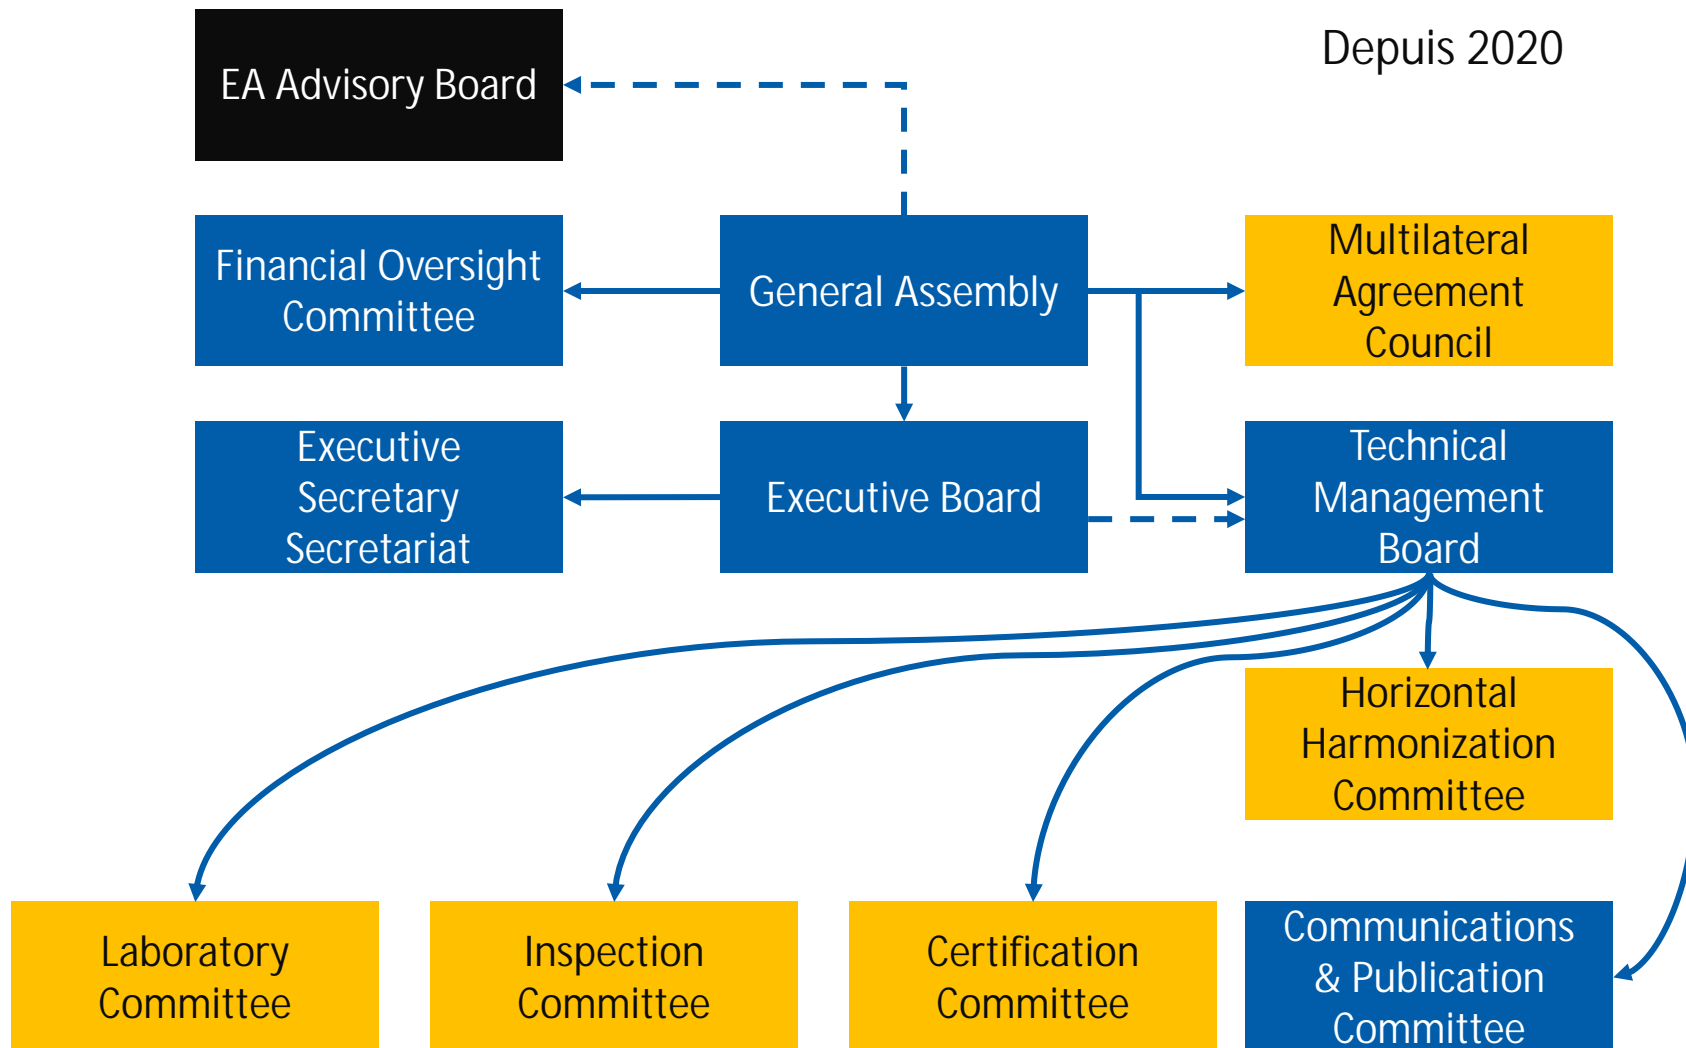 Depuis 2020
EA Advisory Board
Financial Oversight
Committee
General Assembly
Multilateral
Agreement
Council
Executive
Secretary
Secretariat
Executive Board
Technical
Management
Board
Horizontal
Harmonization
Committee
Laboratory
Committee
Inspection
Committee
Certification
Committee
Communications
& Publication
Committee